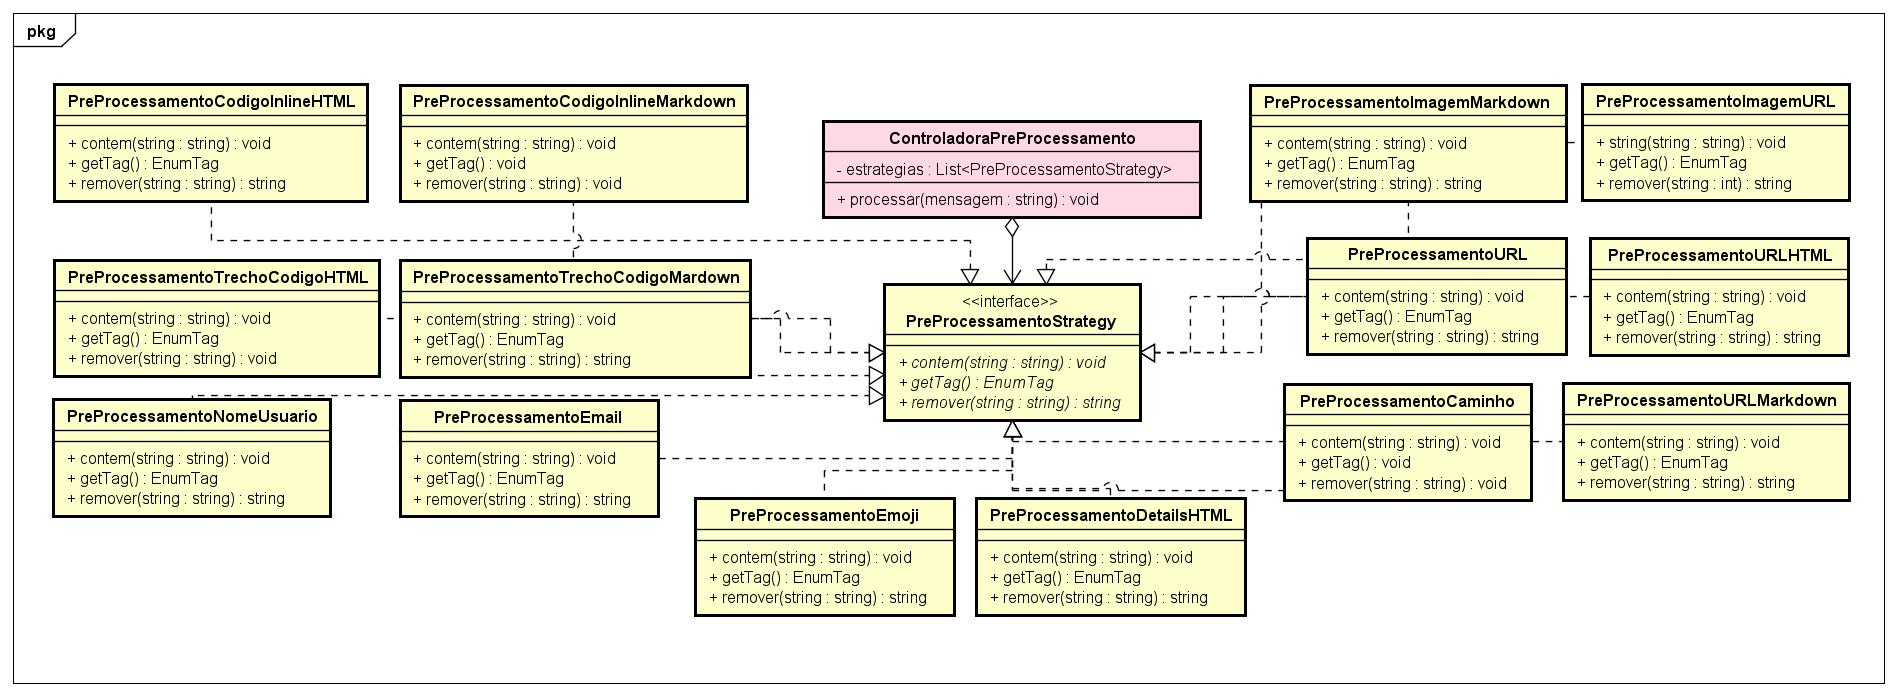 pkg
PreProcessamentoCodigoInlineHTML
+ contem(string : string) : void
+ getTag() : EnumTag
+ remover(string : string) : string
PreProcessamentoCodigoInlineMarkdown
+ contem(string : string) : void
+ getTag() : void
+ remover(string : string) : void
ControladoraPreProcessamento
- estrategias : List<PreProcessamentoStrategy>
+ processar(mensagem : string) : void
PreProcessamentoImagemMarkdown
+ contem(string : string) : void
+ getTag() : EnumTag
+ remover(string : string) : string
PreProcessamentoImagemURL
+ string(string : string) : void
+ getTag() : EnumTag
+ remover(string : int) : string
PreProcessamentoTrechoCodigoHTML
+ contem(string : string) : void
+ getTag() : EnumTag
+ remover(string : string) : void
PreProcessamentoTrechoCodigoMardown
+ contem(string : string) : void
+ getTag() : EnumTag
+ remover(string : string) : string
<<interface>>
PreProcessamentoStrategy
+ contem(string : string) : void
+ getTag() : EnumTag
+ remover(string : string) : string
PreProcessamentoURL
+ contem(string : string) : void
+ getTag() : EnumTag
+ remover(string : string) : string
PreProcessamentoURLHTML
+ contem(string : string) : void
+ getTag() : EnumTag
+ remover(string : string) : string
PreProcessamentoNomeUsuario
+ contem(string : string) : void
+ getTag() : EnumTag
+ remover(string : string) : string
PreProcessamentoEmail
+ contem(string : string) : void
+ getTag() : EnumTag
+ remover(string : string) : string
PreProcessamentoCaminho
+ contem(string : string) : void
+ getTag() : void
+ remover(string : string) : void
PreProcessamentoURLMarkdown
+ contem(string : string) : void
+ getTag() : EnumTag
+ remover(string : string) : string
PreProcessamentoEmoji
+ contem(string : string) : void
+ getTag() : EnumTag
+ remover(string : string) : string
PreProcessamentoDetailsHTML
+ contem(string : string) : void
+ getTag() : EnumTag
+ remover(string : string) : string